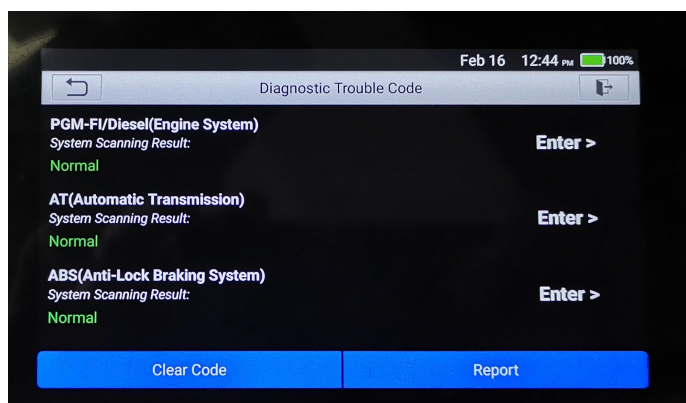 Feb 16 12:44 PM 100%
Diagnostic Trouble Code
PGM-FI/Diesel(Engine System)
System Scanning Result:
Enter >
Normal
AT(Automatic Transmission)
System Scanning Result:
Enter >
Normal
ABS(Anti-Lock Braking System)
System Scanning Result:
Enter >
Normal
Clear Code Report